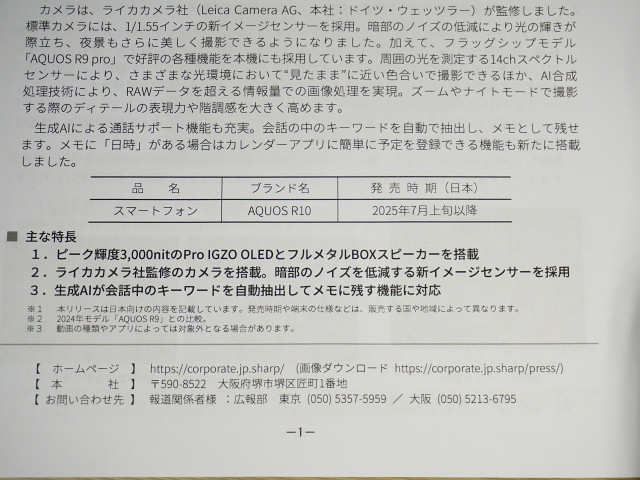 カメラは、ライカカメラ社（Leica Camera AG、本社：ドイツ・ウェッツラー）が監修しました。
標準カメラには、1/1.55インチの新イメージセンサーを採用。暗部のノイズの低減により光の輝きが
際立ち、夜景もさらに美しく撮影できるようになりました。加えて、フラッグシップモデル
「AQUOS R9 pro」で好評の各種機能を本機にも採用しています。周囲の光を測定する14chスペクトル
センサーにより、さまざまな光環境において“見たまま”に近い色合いで撮影できるほか、AI合成
処理技術により、RAWデータを超える情報量での画像処理を実現。ズームやナイトモードで撮影
する際のディテールの表現力や階調感を大きく高めます。
生成AIによる通話サポート機能も充実。会話の中のキーワードを自動で抽出し、メモとして残せ
ます。メモに「日時」がある場合はカレンダーアプリに簡単に予定を登録できる機能も新たに搭載
しました。
品　名　ブランド名　発売時期（日本）
スマートフォン　AQUOS R10　2025年7月上旬以降
■ 主な特長
１．ピーク輝度3,000nitのPro IGZO OLEDとフルメタルBOXスピーカーを搭載
２．ライカカメラ社監修のカメラを搭載。暗部のノイズを低減する新イメージセンサーを採用
３．生成AIが会話中のキーワードを自動抽出してメモに残す機能に対応
※１　本リリースは日本向けの内容を記載しています。発売時期や端末の仕様などは、販売する国や地域によって異なります。
※２　2024年モデル「AQUOS R9」との比較。
※３　動画の種類やアプリによっては対象外となる場合があります。
【 ホームページ 】 https://corporate.jp.sharp/ （画像ダウンロード https://corporate.jp.sharp/press/)
【 本　　社 】 〒590-8522 大阪府堺市堺区匠町1番地
【 お問い合わせ先 】 報道関係者様 ：広報部 東京 (050) 5357-5959 ／ 大阪 (050) 5213-6795
－1－